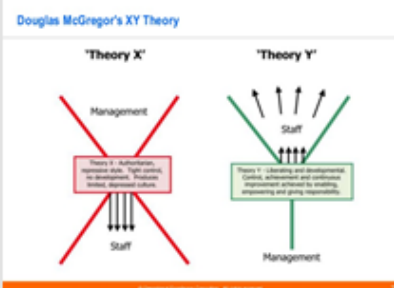 Douglas McGregor's XY Theory
'Theory X'
Management
Theory X - Authoritarian,
repressive style. Tight control,
no development. Produces
limited, depressed culture.
Staff
'Theory Y'
Staff
Theory Y - Liberating and developmental.
Control, achievement and continuous
improvement achieved by enabling,
empowering and giving responsibility.
Management